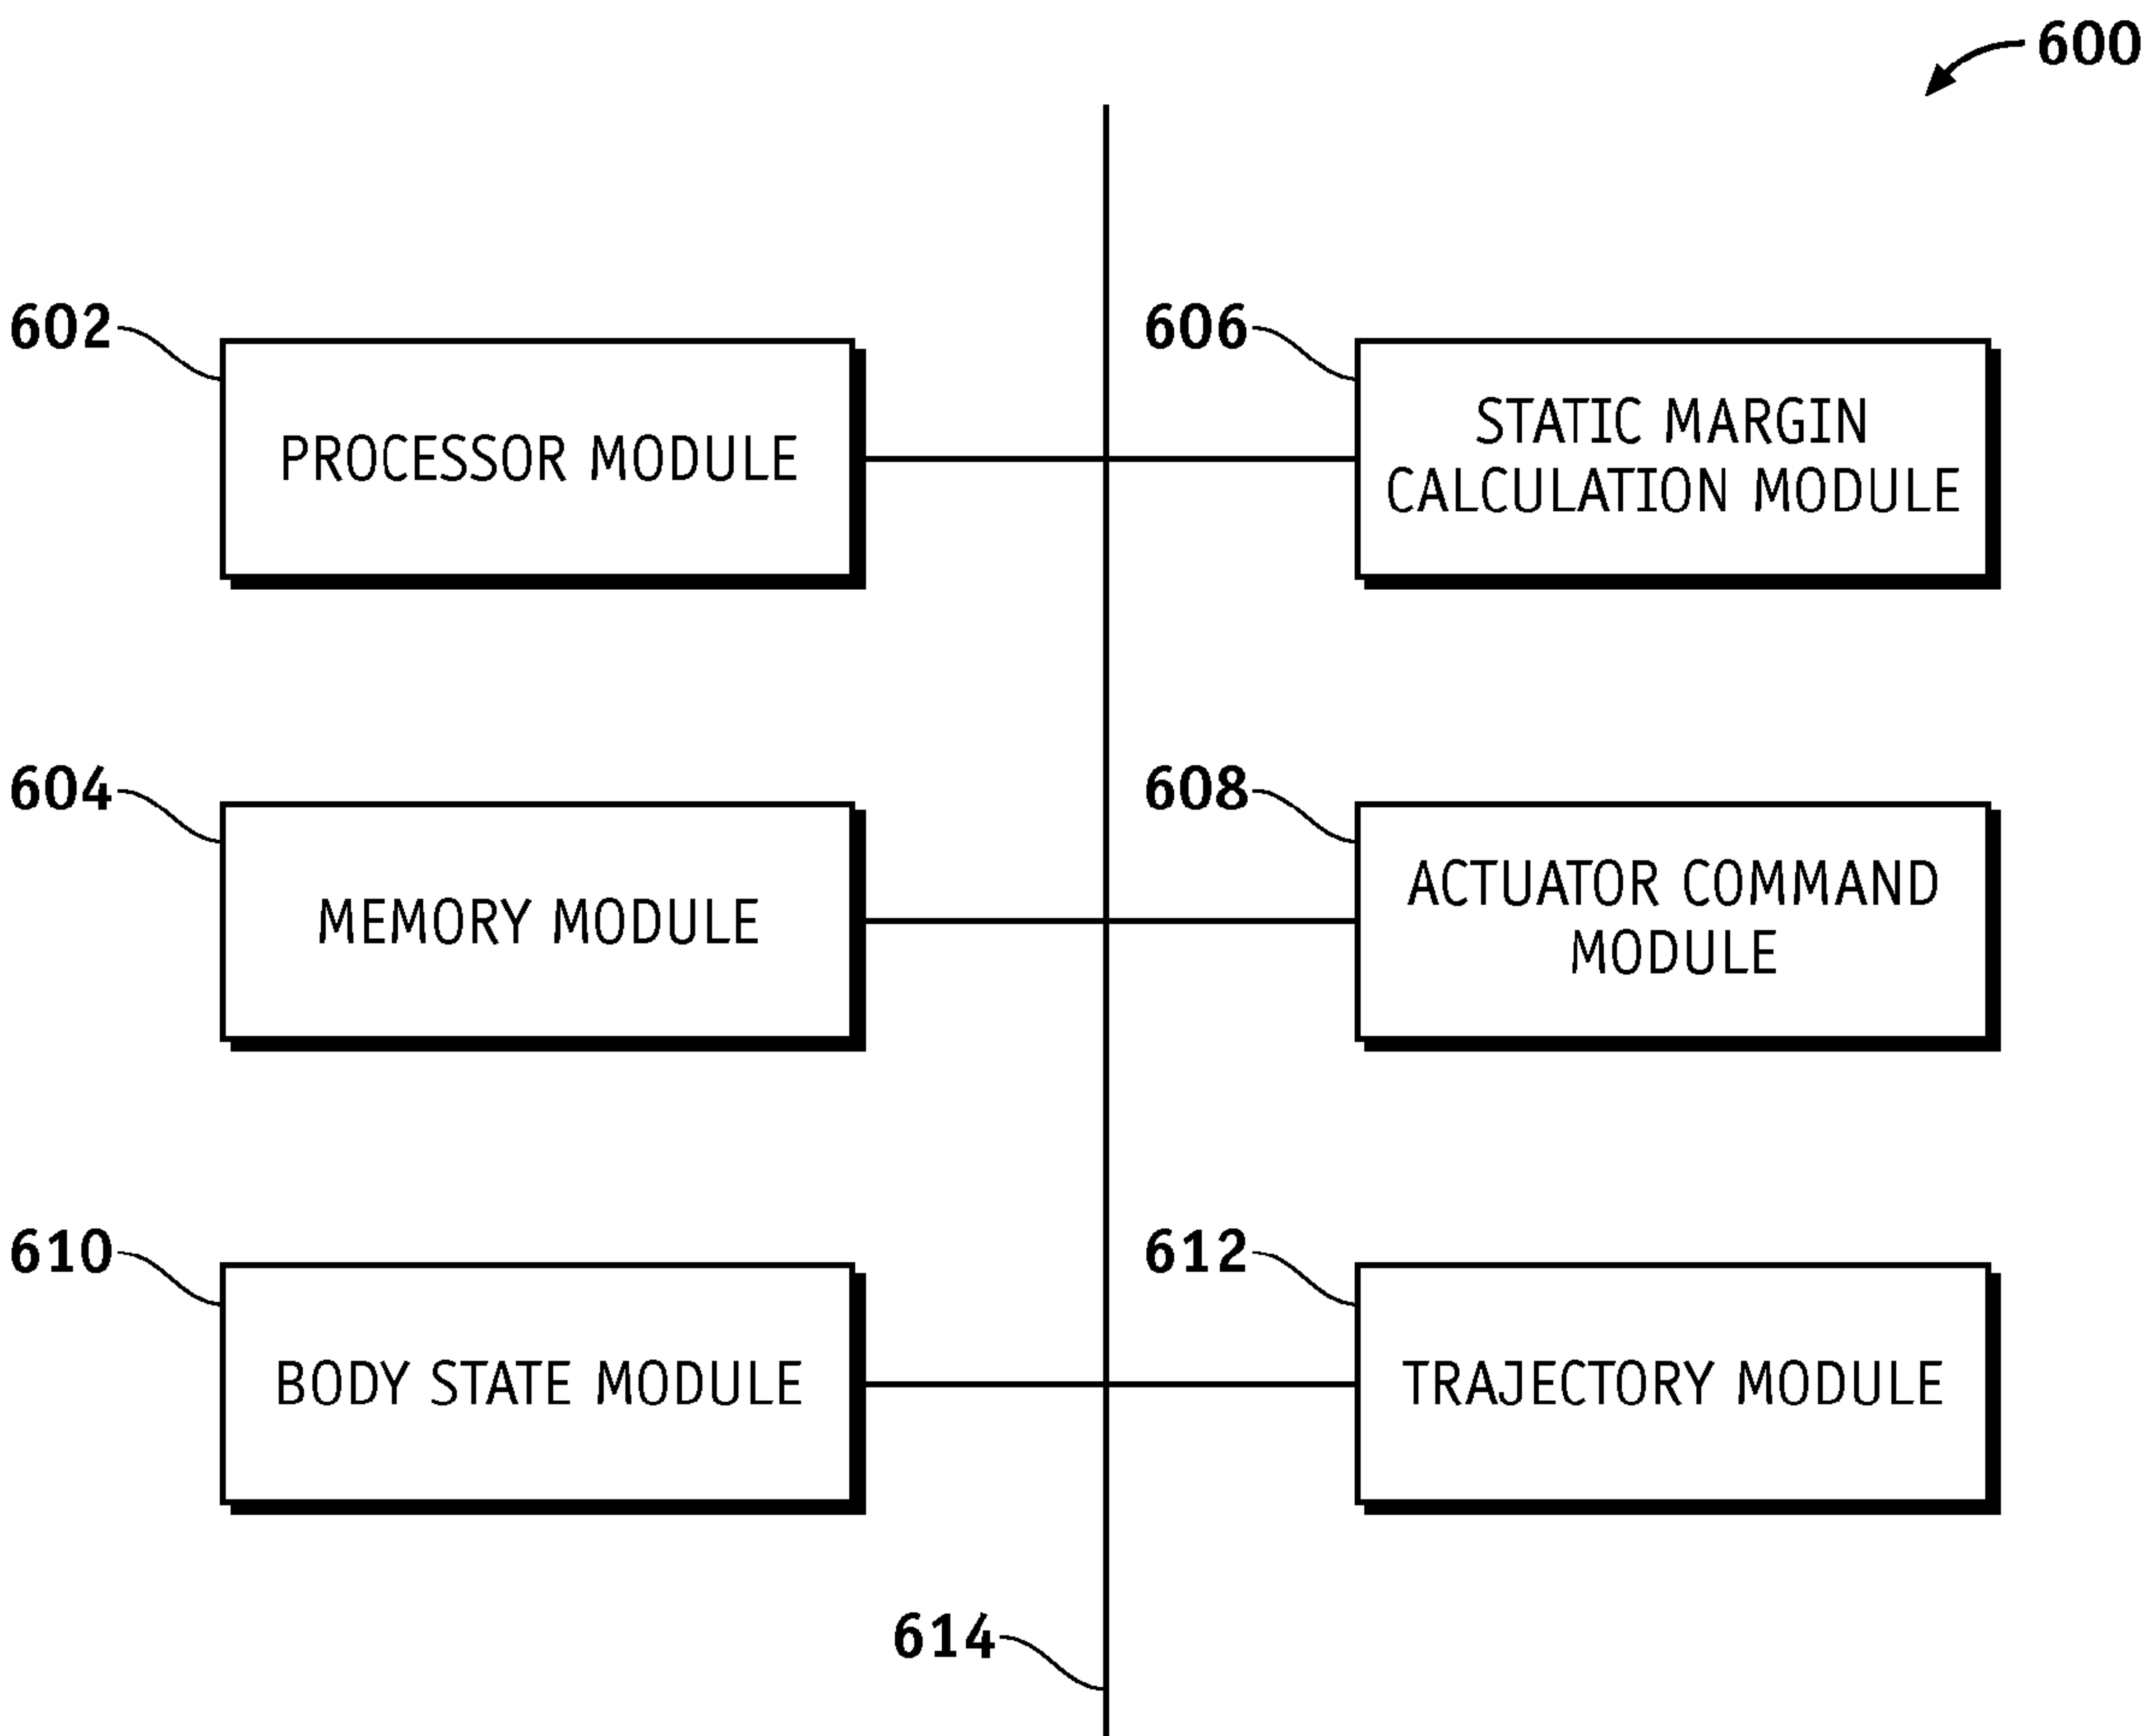 600
602
PROCESSOR MODULE
606
STATIC MARGIN
CALCULATION MODULE
604
MEMORY MODULE
608
ACTUATOR COMMAND
MODULE
610
BODY STATE MODULE
612
TRAJECTORY MODULE
614